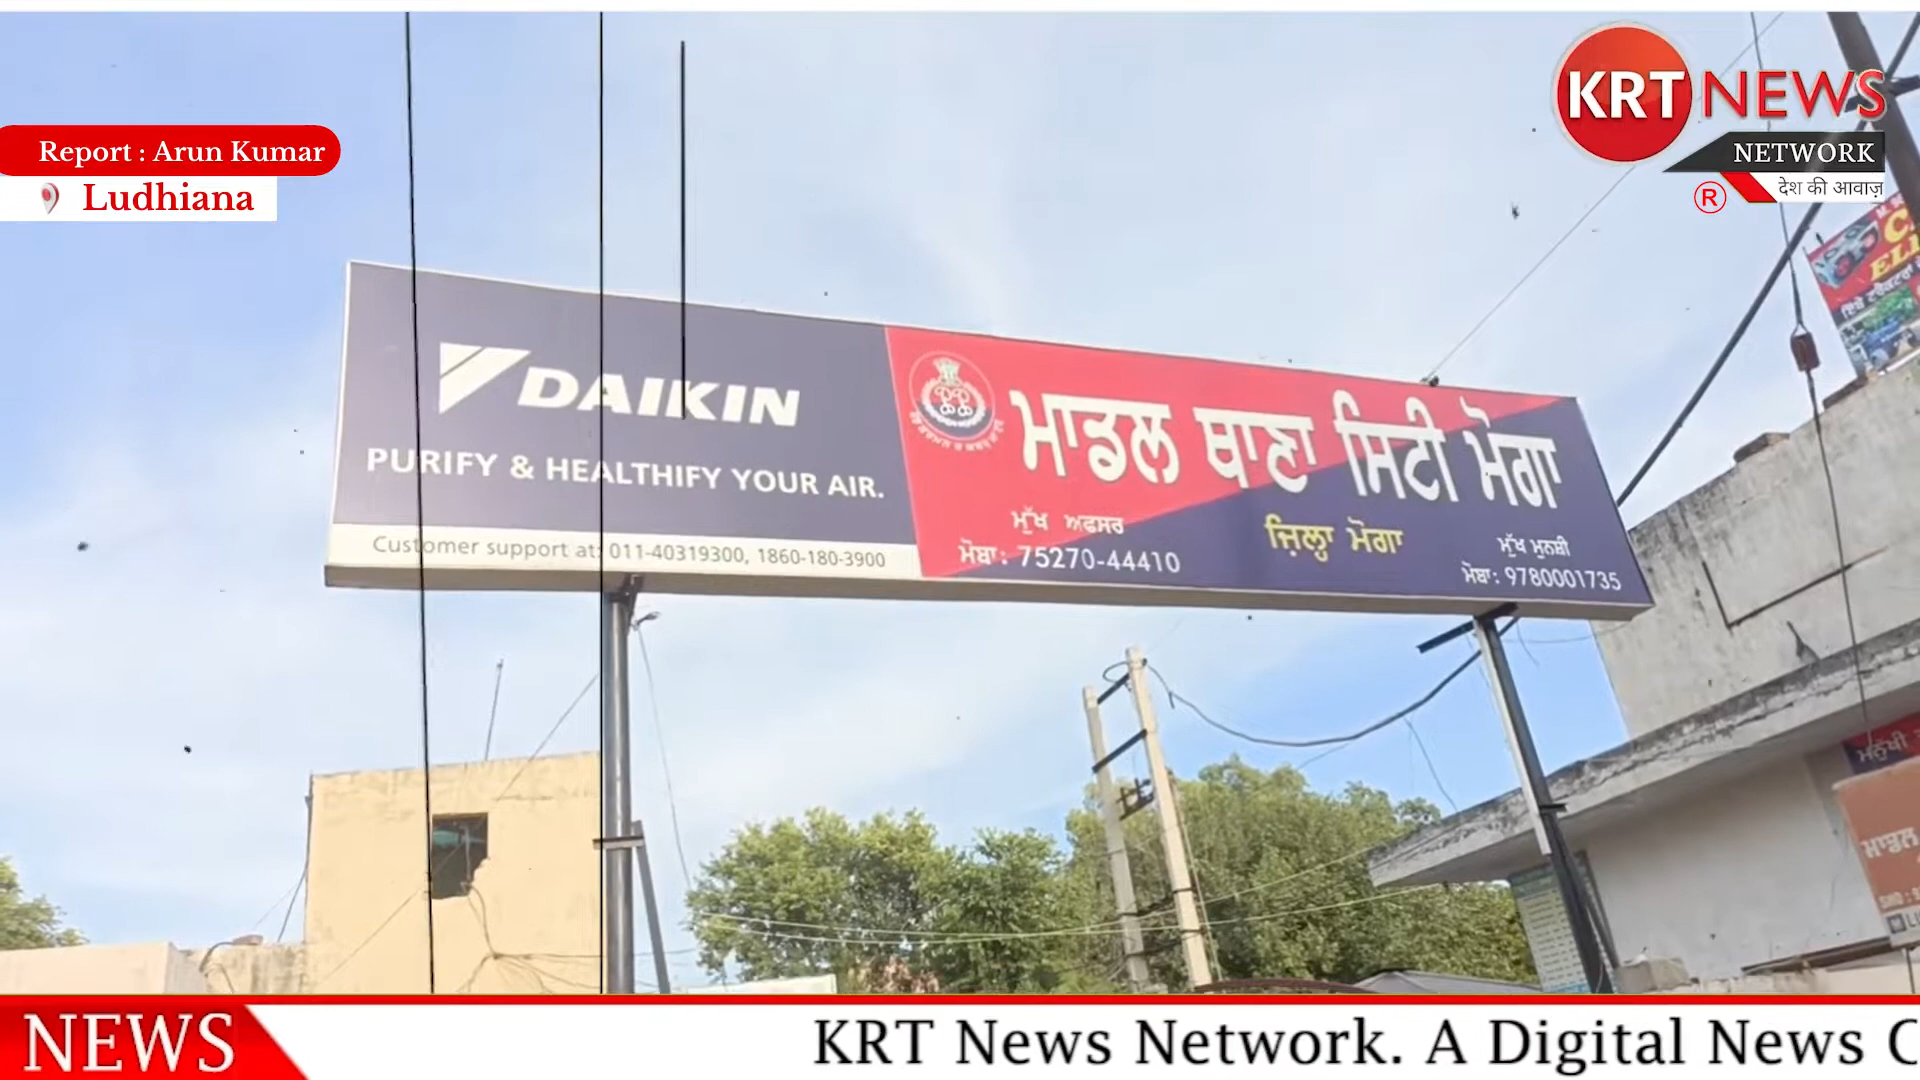 KRT NEWS
NETWORK
देश की आवाज़
®
Report : Arun Kumar
Ludhiana
DAIKIN
PURIFY & HEALTHIFY YOUR AIR.
Customer support at: 011-40319300, 1860-180-3900
ਮਾਡਲ ਥਾਣਾ ਸਿਟੀ ਮੋਗਾ
ਮੁੱਖ ਅਫਸਰ
ਮੋਬਾ: 75270-44410
ਜ਼ਿਲ੍ਹਾ ਮੋਗਾ
ਮੁੱਖ ਮੁਨਸ਼ੀ
ਮੋਬਾ: 9780001735
ਮਾਡਲ
NEWS
KRT News Network. A Digital News C